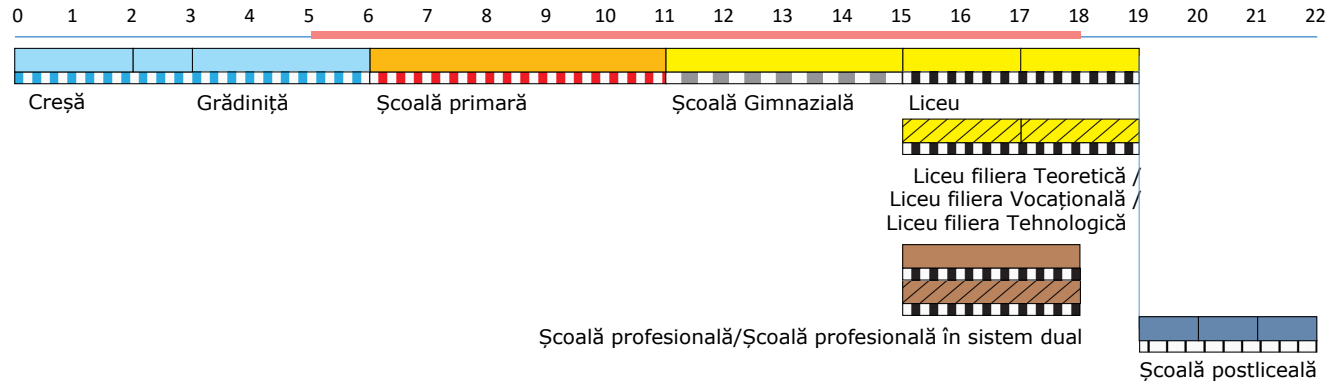 0 1 2 3 4 5 6 7 8 9 10 11 12 13 14 15 16 17 18 19 20 21 22
Creșă Grădiniță Școală primară Școală Gimnazială Liceu
Liceu filiera Teoretică /
Liceu filiera Vocațională /
Liceu filiera Tehnologică
Școală profesională/Școală profesională în sistem dual
Școală postliceală